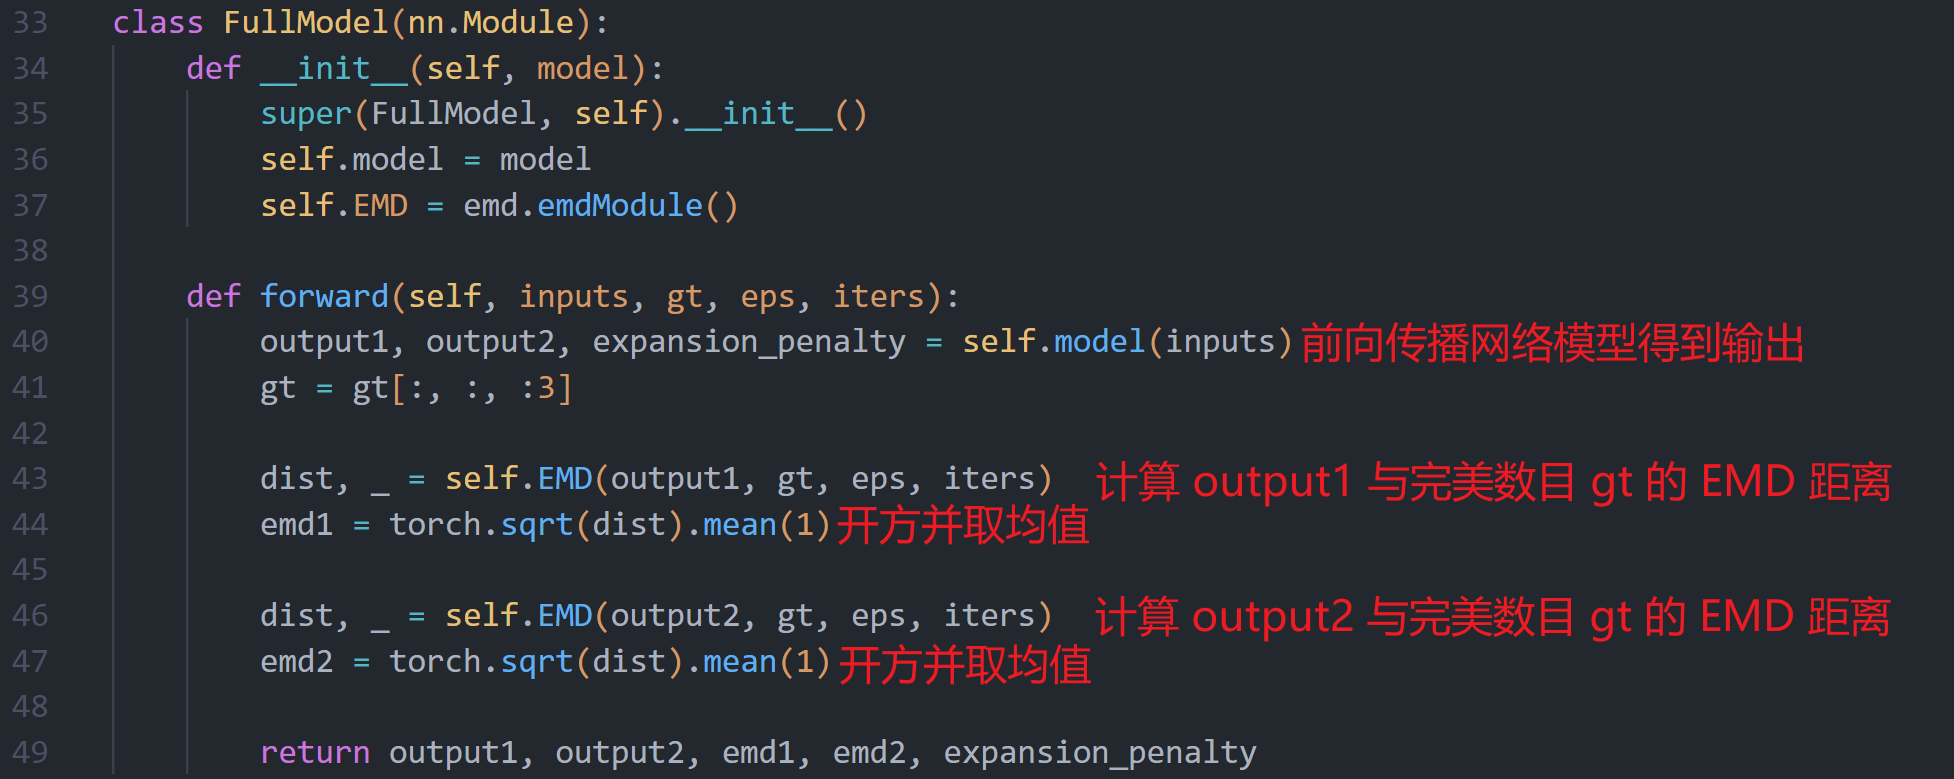 33 class FullModel(nn.Module):
34 def __init__(self, model):
35 super(FullModel, self).__init__()
36 self.model = model
37 self.EMD = emd.emdModule()
38
39 def forward(self, inputs, gt, eps, iters):
40 output1, output2, expansion_penalty = self.model(inputs) 前向传播网络模型得到输出
41 gt = gt[:, :, :3]
42
43 dist, _ = self.EMD(output1, gt, eps, iters) 计算 output1 与完美数目 gt 的 EMD 距离
44 emd1 = torch.sqrt(dist).mean(1) 开方并取均值
45
46 dist, _ = self.EMD(output2, gt, eps, iters) 计算 output2 与完美数目 gt 的 EMD 距离
47 emd2 = torch.sqrt(dist).mean(1) 开方并取均值
48
49 return output1, output2, emd1, emd2, expansion_penalty